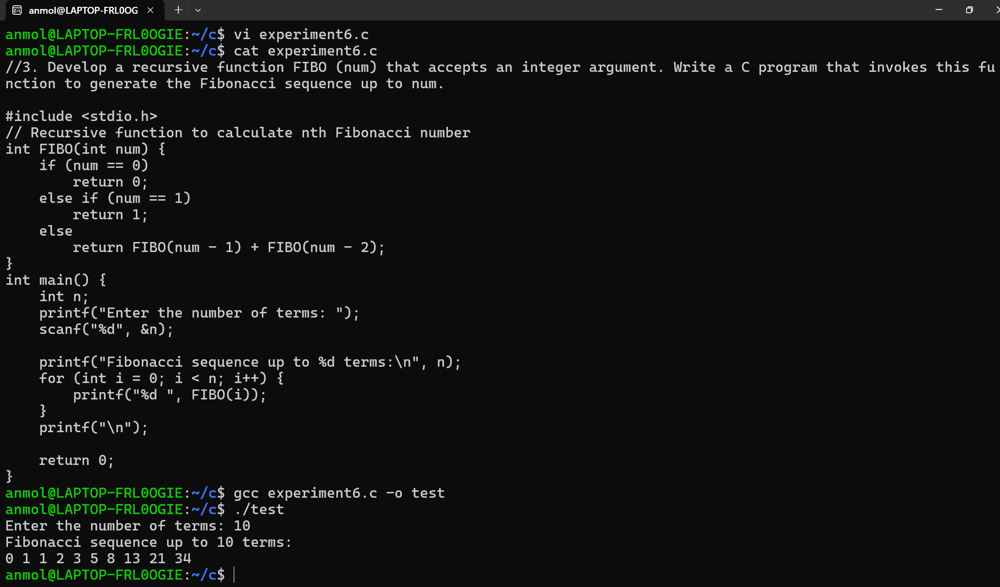 anmol@LAPTOP-FRL0OG
anmol@LAPTOP-FRL0OGIE:~/c$ vi experiment6.c
anmol@LAPTOP-FRL0OGIE:~/c$ cat experiment6.c
//3. Develop a recursive function FIBO (num) that accepts an integer argument. Write a C program that invokes this fu
nction to generate the Fibonacci sequence up to num.

#include <stdio.h>
// Recursive function to calculate nth Fibonacci number
int FIBO(int num) {
    if (num == 0)
        return 0;
    else if (num == 1)
        return 1;
    else
        return FIBO(num - 1) + FIBO(num - 2);
}
int main() {
    int n;
    printf("Enter the number of terms: ");
    scanf("%d", &n);

    printf("Fibonacci sequence up to %d terms:\n", n);
    for (int i = 0; i < n; i++) {
        printf("%d ", FIBO(i));
    }
    printf("\n");

    return 0;
}
anmol@LAPTOP-FRL0OGIE:~/c$ gcc experiment6.c -o test
anmol@LAPTOP-FRL0OGIE:~/c$ ./test
Enter the number of terms: 10
Fibonacci sequence up to 10 terms:
0 1 1 2 3 5 8 13 21 34
anmol@LAPTOP-FRL0OGIE:~/c$